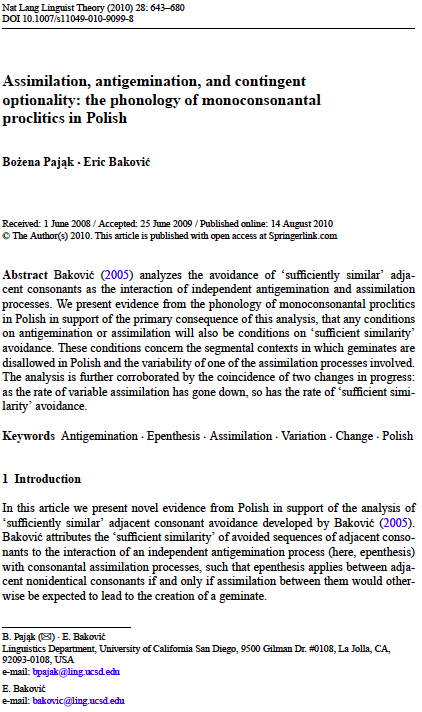 Nat Lang Linguist Theory (2010) 28: 643–680
DOI 10.1007/s11049-010-9099-8
Assimilation, antigemination, and contingent
optionality: the phonology of monoconsonantal
proclitics in Polish
Bożena Pająk · Eric Baković
Received: 1 June 2008 / Accepted: 25 June 2009 / Published online: 14 August 2010
© The Author(s) 2010. This article is published with open access at Springerlink.com
Abstract Baković (2005) analyzes the avoidance of ‘sufficiently similar’ adja-
cent consonants as the interaction of independent antigemination and assimilation
processes. We present evidence from the phonology of monoconsonantal proclitics
in Polish in support of the primary consequence of this analysis, that any conditions
on antigemination or assimilation will also be conditions on ‘sufficient similarity’
avoidance. These conditions concern the segmental contexts in which geminates are
disallowed in Polish and the variability of one of the assimilation processes involved.
The analysis is further corroborated by the coincidence of two changes in progress:
as the rate of variable assimilation has gone down, so has the rate of ‘sufficient simi-
larity’ avoidance.
Keywords Antigemination · Epenthesis · Assimilation · Variation · Change · Polish
1 Introduction
In this article we present novel evidence from Polish in support of the analysis of
‘sufficiently similar’ adjacent consonant avoidance developed by Baković (2005).
Baković attributes the ‘sufficient similarity’ of avoided sequences of adjacent conso-
nants to the interaction of an independent antigemination process (here, epenthesis)
with consonantal assimilation processes, such that epenthesis applies between adja-
cent nonidentical consonants if and only if assimilation between them would other-
wise be expected to lead to the creation of a geminate.
B. Pająk (✉) · E. Baković
Linguistics Department, University of California San Diego, 9500 Gilman Dr. #0108, La Jolla, CA,
92093-0108, USA
e-mail: bpajak@ling.ucsd.edu
E. Baković
e-mail: bakovic@ling.ucsd.edu